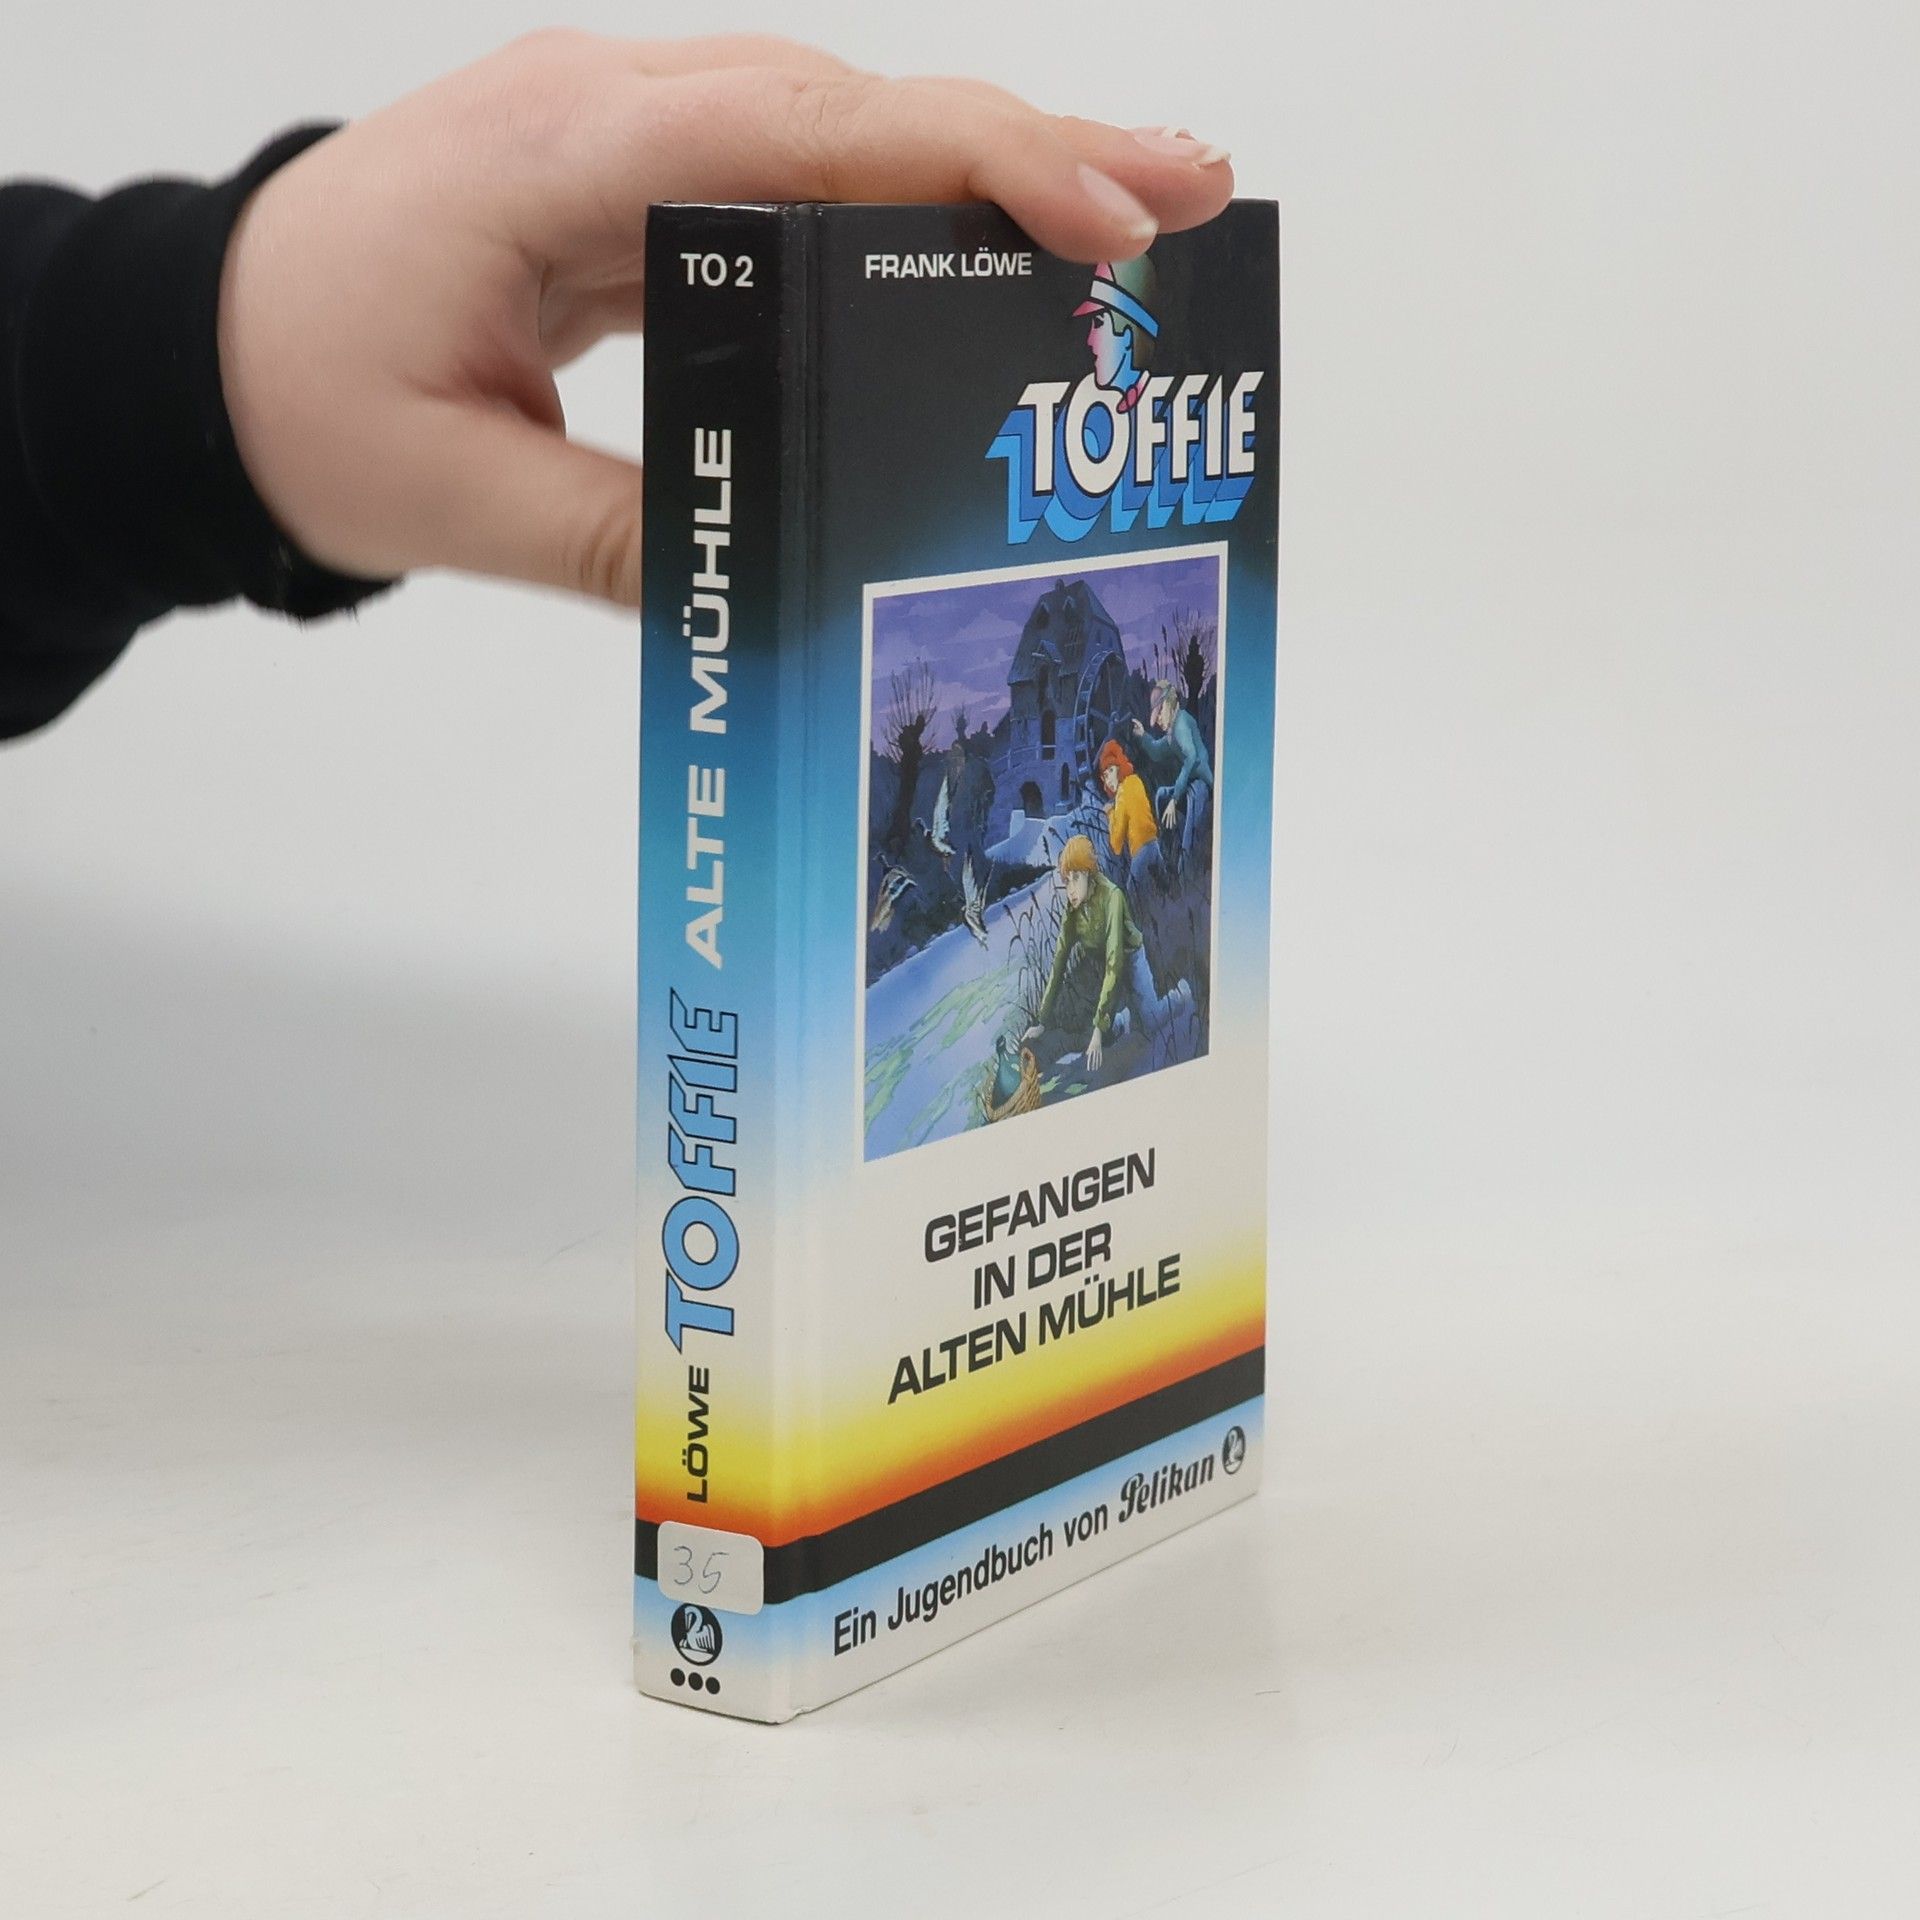 TO 2
LÖWE TOFFIE ALTE MÜHLE
35
FRANK LÖWE
TOFFIE
GEFANGEN
IN DER
ALTEN MÜHLE
Ein Jugendbuch von Pelikan